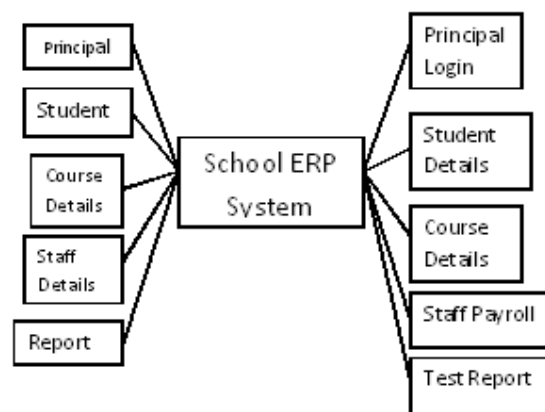 Principal
Student
Course
Details
Staff
Details
Report
School ERP
System
Principal
Login
Student
Details
Course
Details
Staff Payroll
Test Report